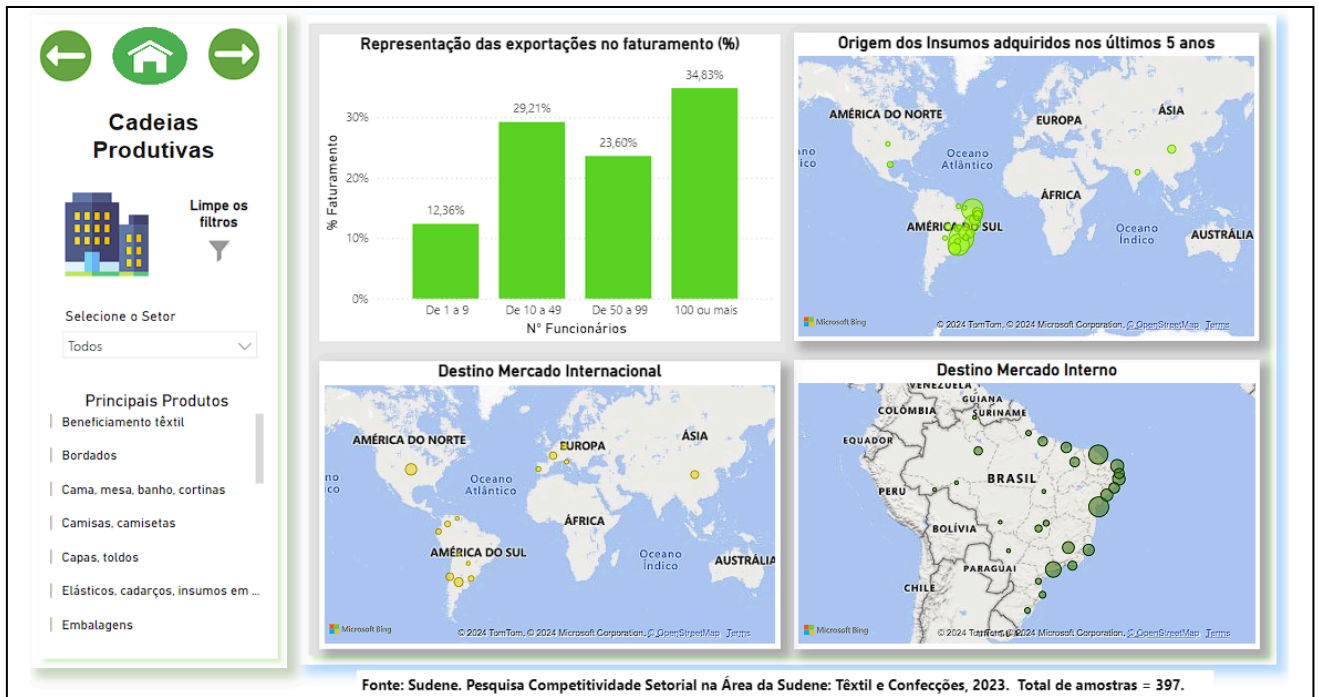 Cadeias
Produtivas
Limpe os
filtros
Selecione o Setor
Todos
Principais Produtos
Beneficiamento têxtil
Bordados
Cama, mesa, banho, cortinas
Camisas, camisetas
Capas, toldos
Elásticos, cadarços, insumos em ...
Embalagens
Representação das exportações no faturamento (%)
% Faturamento
30%
20%
10%
0%
12,36%
29,21%
23,60%
34,83%
De 1 a 9
De 10 a 49
De 50 a 99
100 ou mais
N° Funcionários
Origem dos Insumos adquiridos nos últimos 5 anos
AMÉRICA DO NORTE
EUROPA
ÁSIA
ano
ico
Oceano
Atlântico
ÁFRICA
AMÉRICA DO SUL
Oceano
Índico
AUSTRÁLIA
Microsoft Bing
© 2024 TomTom, © 2024 Microsoft Corporation, © OpenStreetMap Terms
Destino Mercado Internacional
AMÉRICA DO NORTE
EUROPA
ÁSIA
no
ico
Oceano
Atlântico
ÁFRICA
AMÉRICA DO SUL
Oceano
Índico
AUSTRÁLIA
Microsoft Bing
© 2024 TomTom, © 2024 Microsoft Corporation, © OpenStreetMap Terms
Destino Mercado Interno
VENEZUELA
GUIANA
COLÔMBIA
SURINAME
EQUADOR
BRASIL
PERU
BOLÍVIA
PARAGUAI
CHILE
Microsoft Bing
© 2024 TomTom, © 2024 Microsoft Corporation, © OpenStreetMap Terms
Fonte: Sudene. Pesquisa Competitividade Setorial na Área da Sudene: Têxtil e Confecções, 2023. Total de amostras = 397.